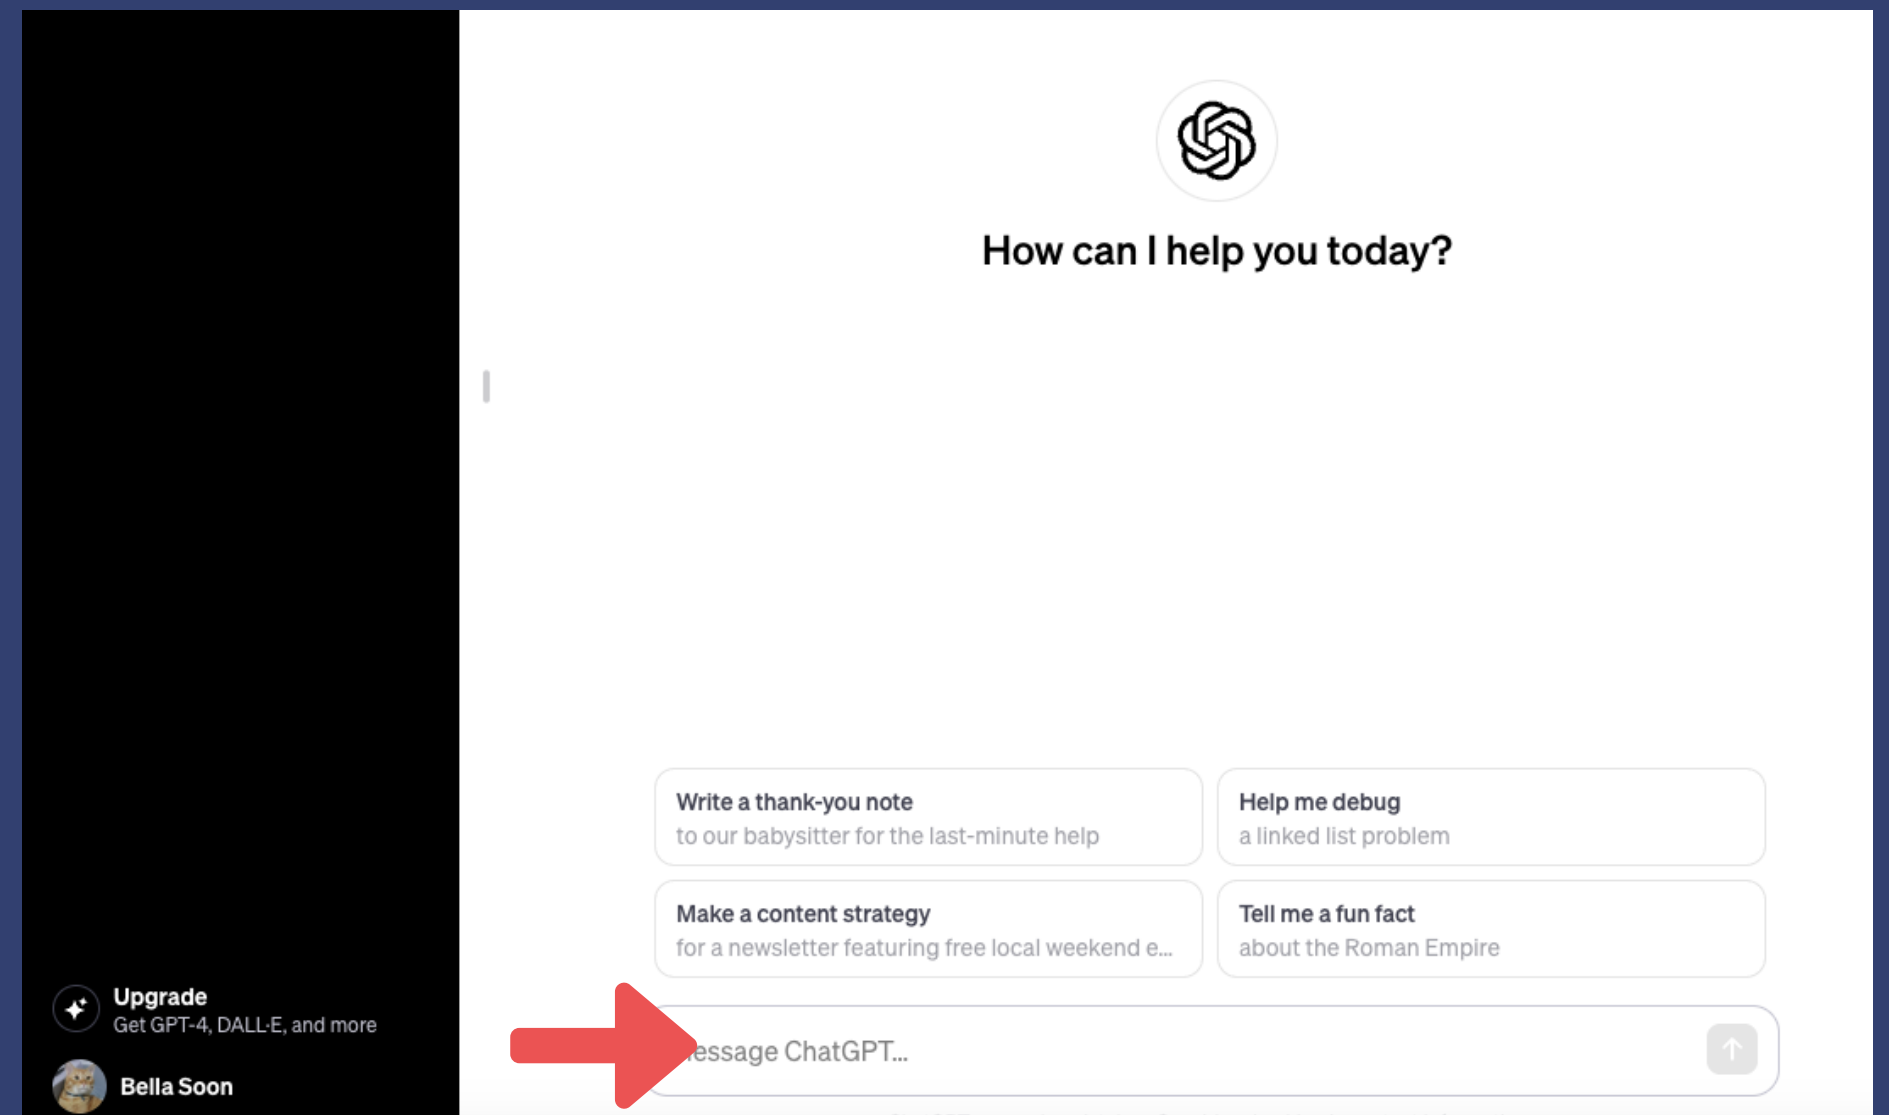 How can I help you today?
Write a thank-you note
to our babysitter for the last-minute help
Help me debug
a linked list problem
Make a content strategy
for a newsletter featuring free local weekend e...
Tell me a fun fact
about the Roman Empire
Upgrade
Get GPT-4, DALL·E, and more
essage ChatGPT...
Bella Soon